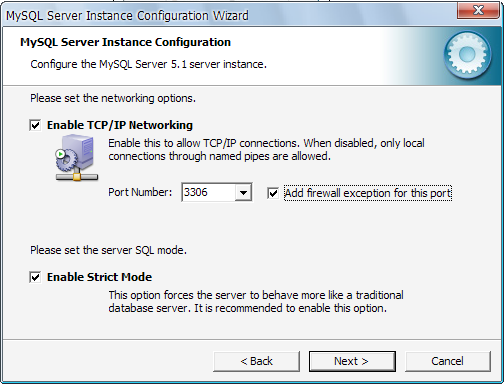 MySQL Server Instance Configuration Wizard
MySQL Server Instance Configuration
Configure the MySQL Server 5.1 server instance.
Please set the networking options.
Enable TCP/IP Networking
Enable this to allow TCP/IP connections. When disabled, only local
connections through named pipes are allowed.
Port Number: 3306 Add firewall exception for this port
Please set the server SQL mode.
Enable Strict Mode
This option forces the server to behave more like a traditional
database server. It is recommended to enable this option.
< Back Next > Cancel